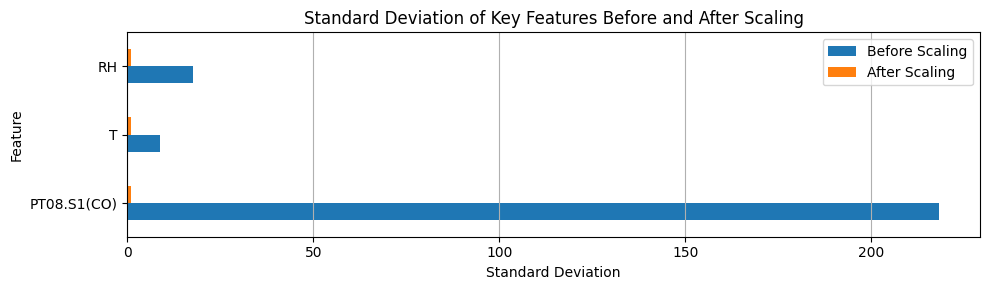 Standard Deviation of Key Features Before and After Scaling
Before Scaling
After Scaling
Feature
RH
T
PT08.S1(CO)
0 50 100 150 200
Standard Deviation